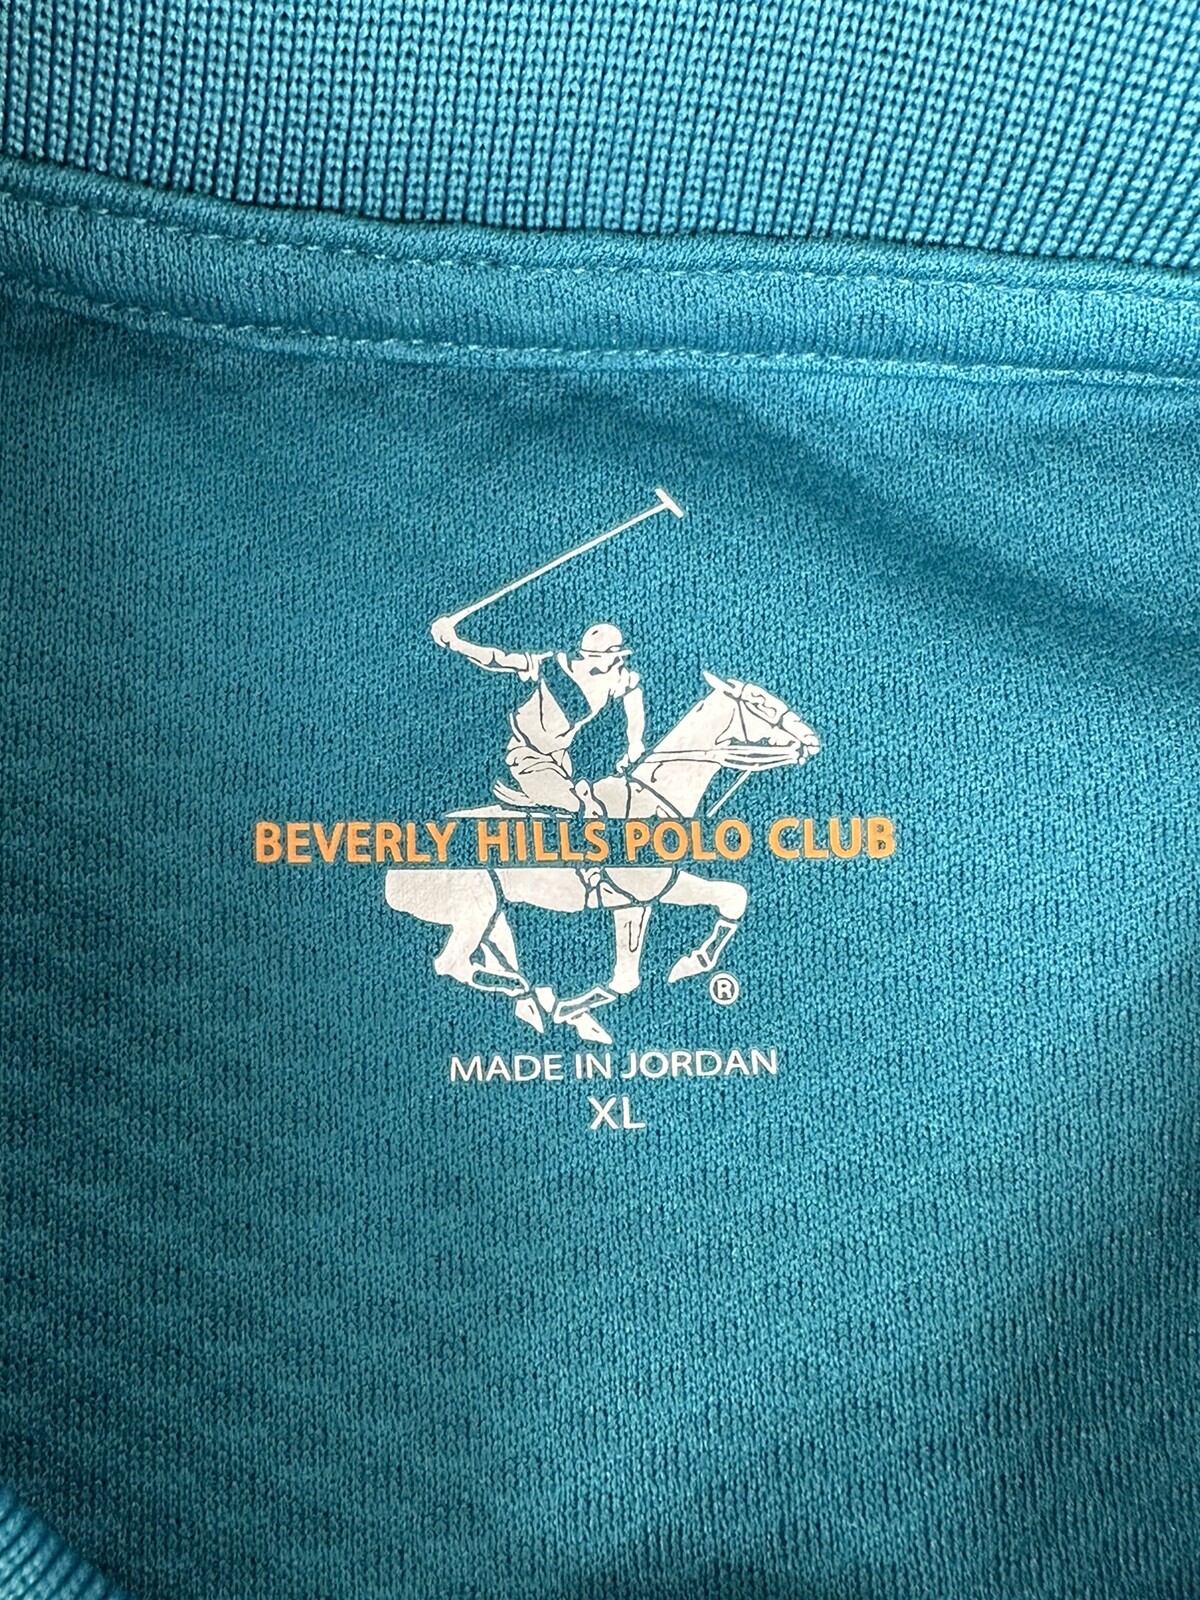 BEVERLY HILLS POLO CLUB
®
MADE IN JORDAN
XL